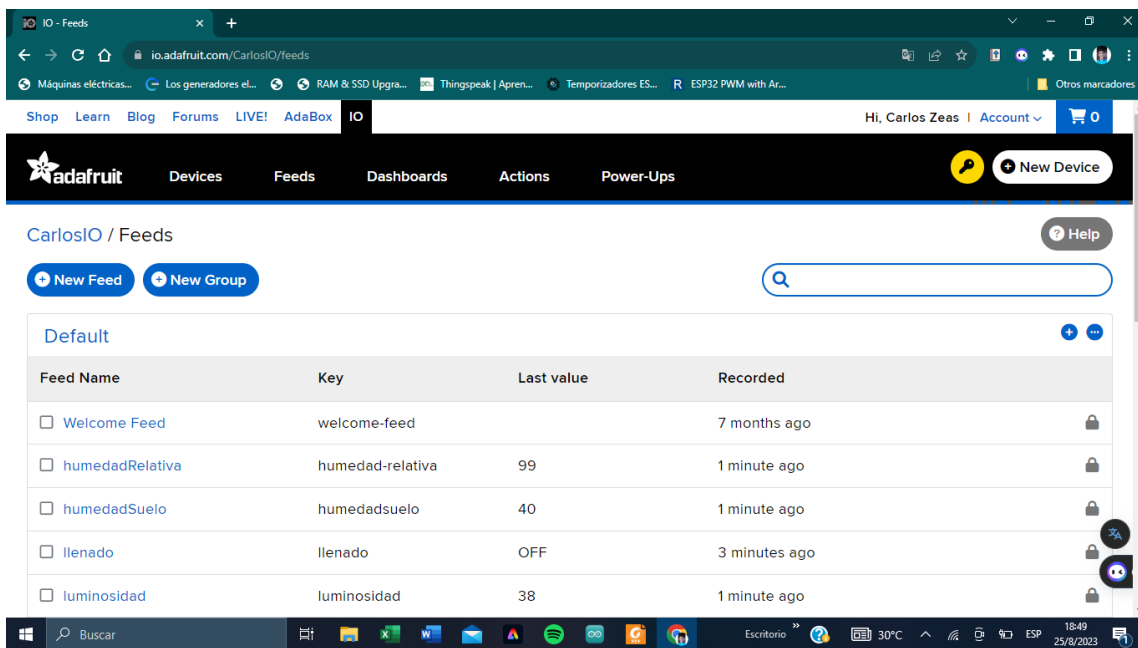 IO - Feeds
io.adafruit.com/CarlosIO/feeds
Máquinas eléctricas... Los generadores el... RAM & SSD Upgra... Thingspeak | Apren... Temporizadores ES... ESP32 PWM with Ar... Otros marcadores
Shop Learn Blog Forums LIVE! AdaBox IO Hi, Carlos Zeas | Account 0
adafruit Devices Feeds Dashboards Actions Power-Ups New Device
CarlosIO / Feeds Help
New Feed New Group
Default
Feed Name Key Last value Recorded
Welcome Feed welcome-feed 7 months ago
humedadRelativa humedad-relativa 99 1 minute ago
humedadSuelo humedadsuelo 40 1 minute ago
llenado llenado OFF 3 minutes ago
luminosidad luminosidad 38 1 minute ago
Buscar Escritorio 30°C ESP 18:49
25/8/2023